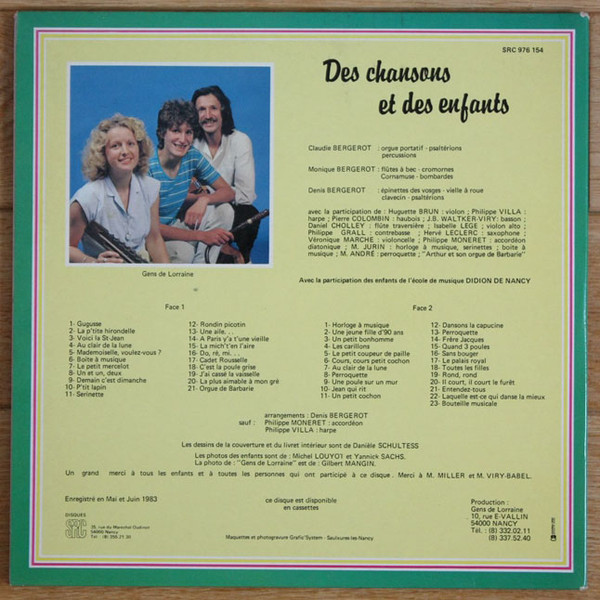 SRC 976 154
Des chansons
et des enfants
Claudie BERGEROT : orgue portatif - psaltérions
percussions
Monique BERGEROT : flûtes à bec - cromornes
Cornamuse - bombardes
Denis BERGEROT : épinettes des vosges - vielle à roue
clavecin - psaltérions
avec la participation de : Huguette BRUN : violon ; Philippe VILLA :
harpe ; Pierre COLOMBIN : haubois ; J.B. WALTKER-VIRY : basson ;
Daniel CHOLLEY : flûte traversière ; Isabelle LEGE ; violon alto ;
Philippe GRALL : contrebasse ; Hervé LECLERC : saxophone ;
Véronique MARCHE : violoncelle ; Philippe MONERET : accordéon
diatonique ; M. JURIN : horloge à musique, serinettes ; boite à
musique ; M. ANDRÉ : perroquette ; "Arthur et son orgue de Barbarie"
Gens de Lorraine
Avec la participation des enfants de l'école de musique DIDION DE NANCY
Face 1
1- Gugusse
2- La p'tite hirondelle
3- Voici la St-Jean
4- Au clair de la lune
5- Mademoiselle, voulez-vous ?
6- Boite à musique
7- Le petit mercelot
8- Un et un, deux
9- Demain c'est dimanche
10- P'tit lapin
11- Serinette
12- Rondin picotin
13- Une aile. . .
14- A Paris y'a t'une vieille
15- La mich't'en l'aire
16- Do, ré, mi. . .
17- Cadet Rousselle
18- C'est la poule grise
19- J'ai cassé la vaisselle
20- La plus aimable à mon gré
21- Orgue de Barbarie
Face 2
1- Horloge à musique
2- Une jeune fille d'90 ans
3- Un petit bonhomme
4- Les carillons
5- Le petit coupeur de paille
6- Cours, cours petit cochon
7- Au clair de la lune
8- Perroquette
9- Une poule sur un mur
10- Jean qui rit
11- Un petit cochon
12- Dansons la capucine
13- Perroquette
14- Frère Jacques
15- Quand 3 poules
16- Sans bouger
17- Le palais royal
18- Toutes les filles
19- Rond, rond
20- Il court, il court le furêt
21- Entendez-tous
22- Laquelle est-ce qui danse la mieux
23- Bouteille musicale
arrangements : Denis BERGEROT
sauf : Philippe MONERET : accordéon
Philippe VILLA : harpe
Les dessins de la couverture et du livret intérieur sont de Danièle SCHULTESS
Les photos des enfants sont de ; Michel LOUYOT et Yannick SACHS.
La photo de : "Gens de Lorraine" est de : Gilbert MANGIN.
Un grand merci à tous les enfants et à toutes les personnes qui ont participé à ce disque. Merci à M. MILLER et M. VIRY-BABEL.
Enregistré en Mai et Juin 1983
ce disque est disponible
en cassettes
Production :
Gens de Lorraine
10, rue E-VALLIN
54000 NANCY
Tél. : (8) 332.02.11
(8) 337.52.40
DISQUES
SRC
25, rue du Maréchal Oudinot
54000 Nancy
Tél. (8) 355 21 30
Maquettes et photogravure Grafic'System - Saulxures-les-Nancy